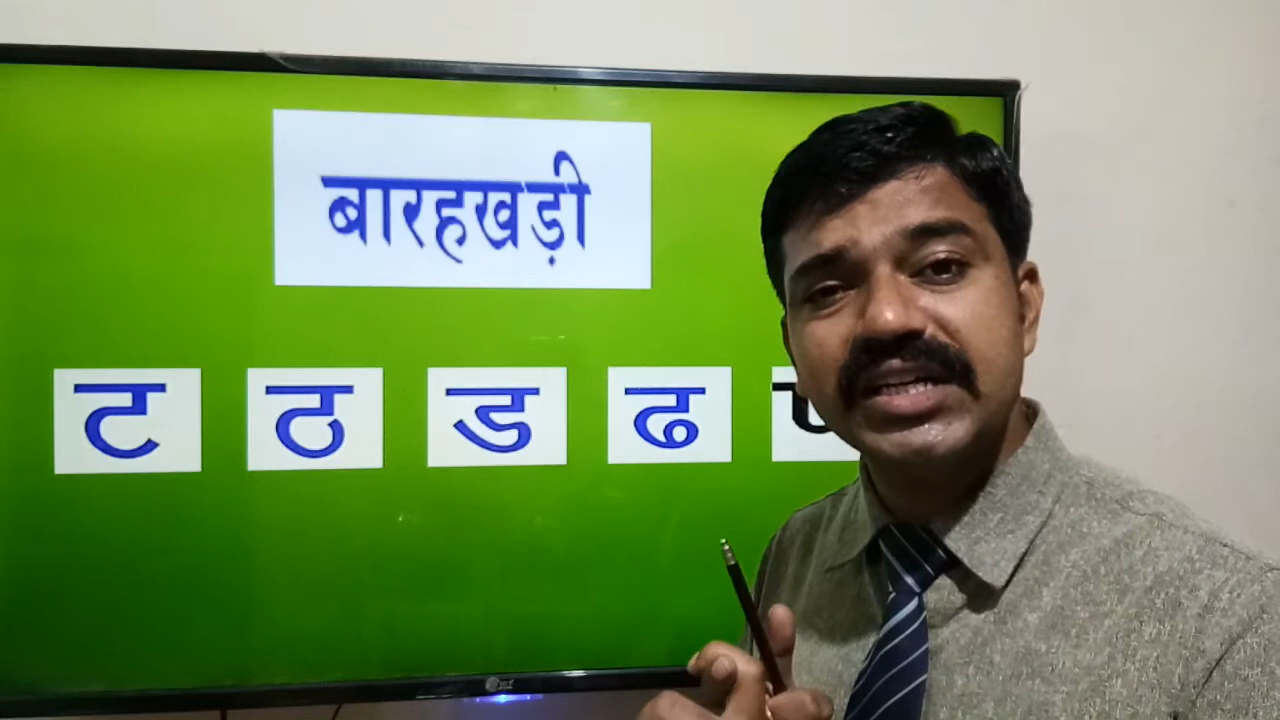 बारहखड़ी
ट ठ ड ढ